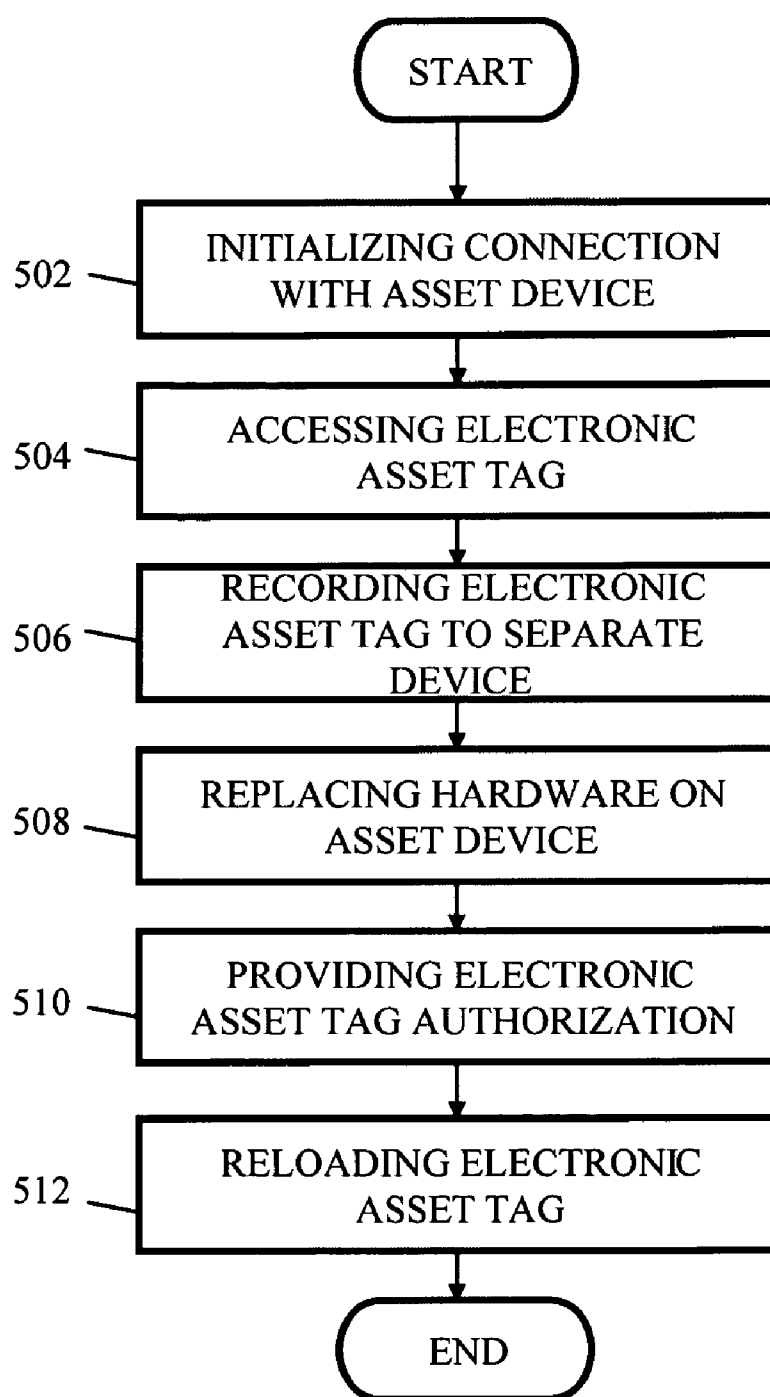 START
502
INITIALIZING CONNECTION
WITH ASSET DEVICE
504
ACCESSING ELECTRONIC
ASSET TAG
506
RECORDING ELECTRONIC
ASSET TAG TO SEPARATE
DEVICE
508
REPLACING HARDWARE ON
ASSET DEVICE
510
PROVIDING ELECTRONIC
ASSET TAG AUTHORIZATION
512
RELOADING ELECTRONIC
ASSET TAG
END